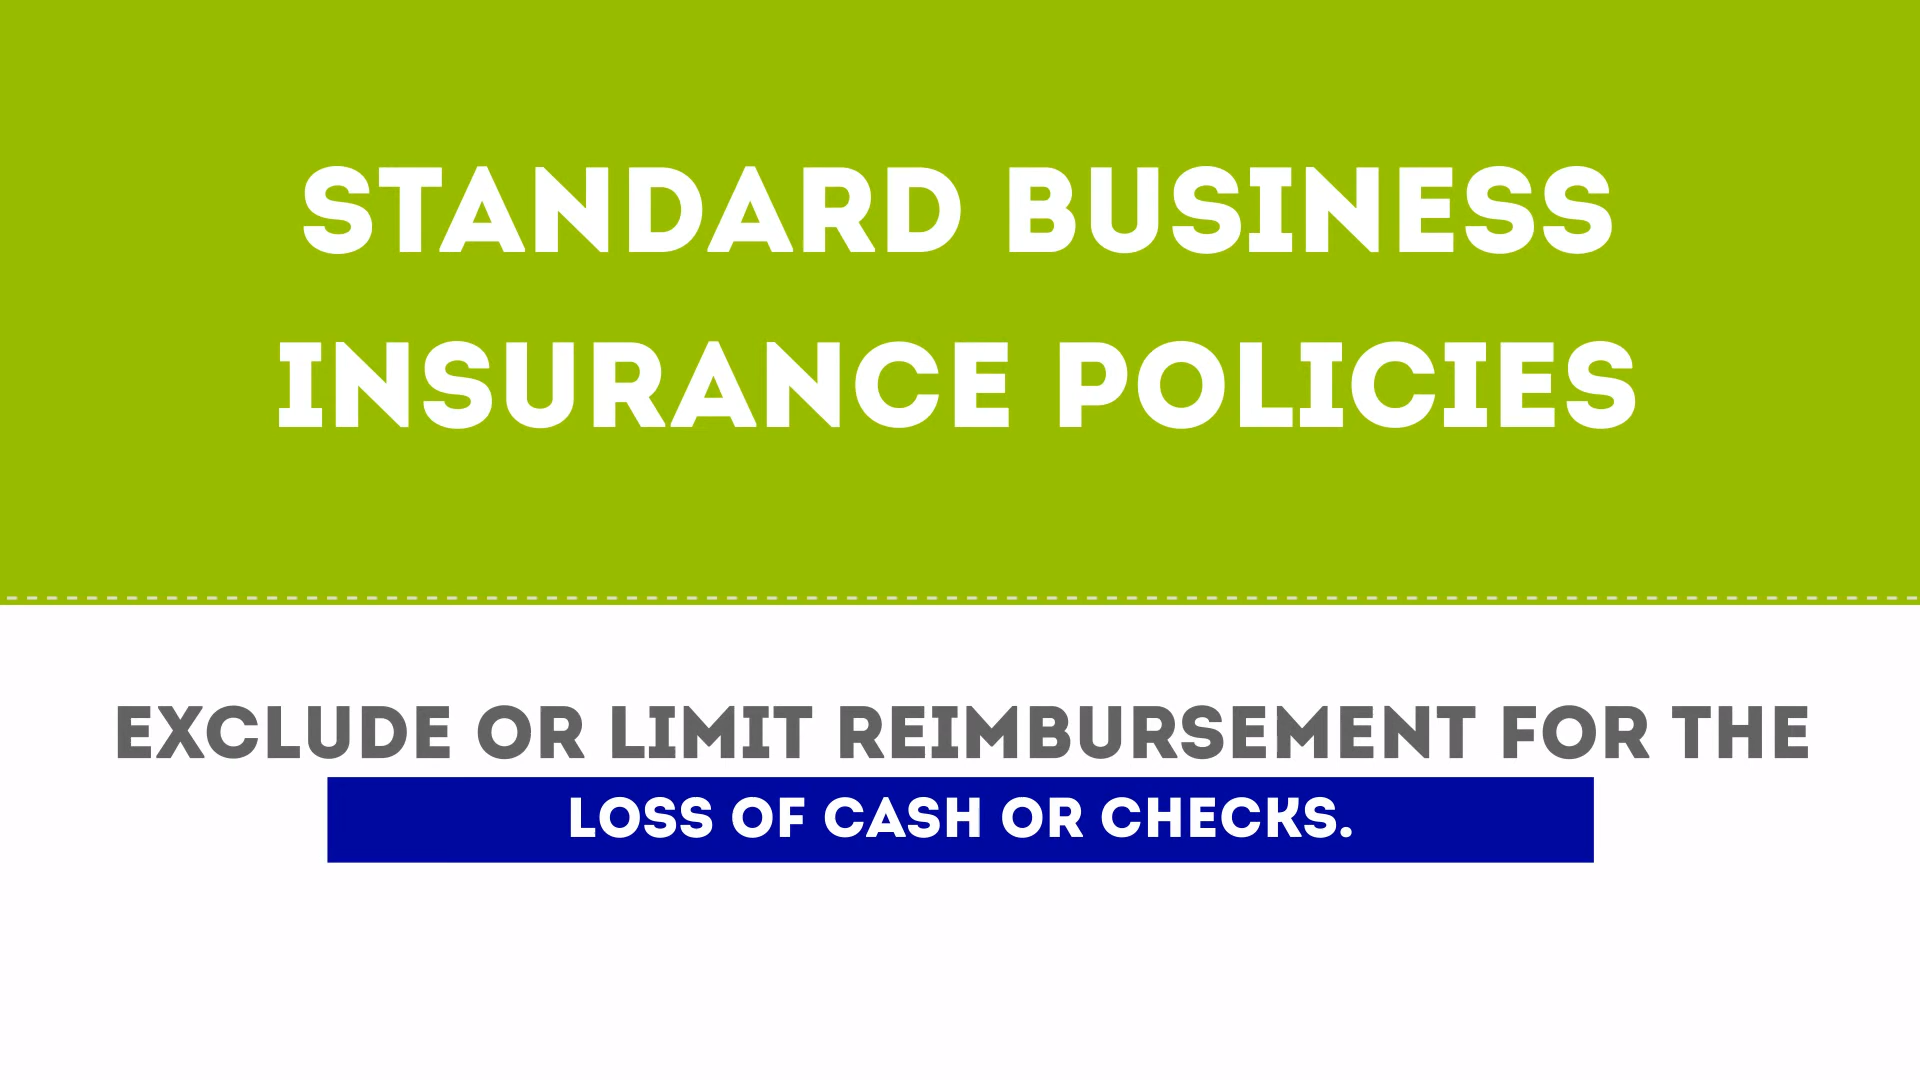 STANDARD BUSINESS
INSURANCE POLICIES
EXCLUDE OR LIMIT REIMBURSEMENT FOR THE
LOSS OF CASH OR CHECKS.